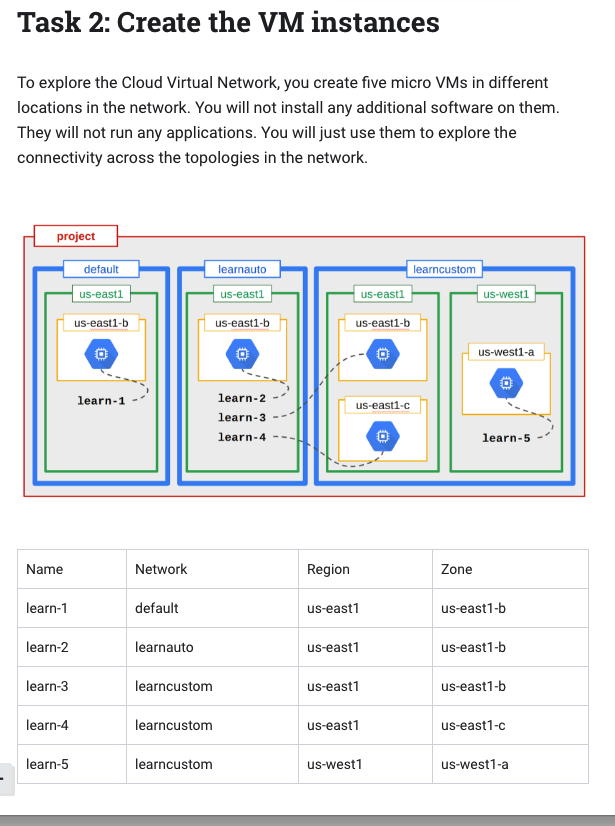 Task 2: Create the VM instances
To explore the Cloud Virtual Network, you create five micro VMs in different
locations in the network. You will not install any additional software on them.
They will not run any applications. You will just use them to explore the
connectivity across the topologies in the network.
project
default
learnauto
learncustom
us-east1
us-east1
us-east1
us-west1
us-east1-b
us-east1-b
us-east1-b
us-west1-a
learn-1
learn-2
learn-3
learn-4
us-east1-c
learn-5
Name Network Region Zone
learn-1 default us-east1 us-east1-b
learn-2 learnauto us-east1 us-east1-b
learn-3 learncustom us-east1 us-east1-b
learn-4 learncustom us-east1 us-east1-c
learn-5 learncustom us-west1 us-west1-a